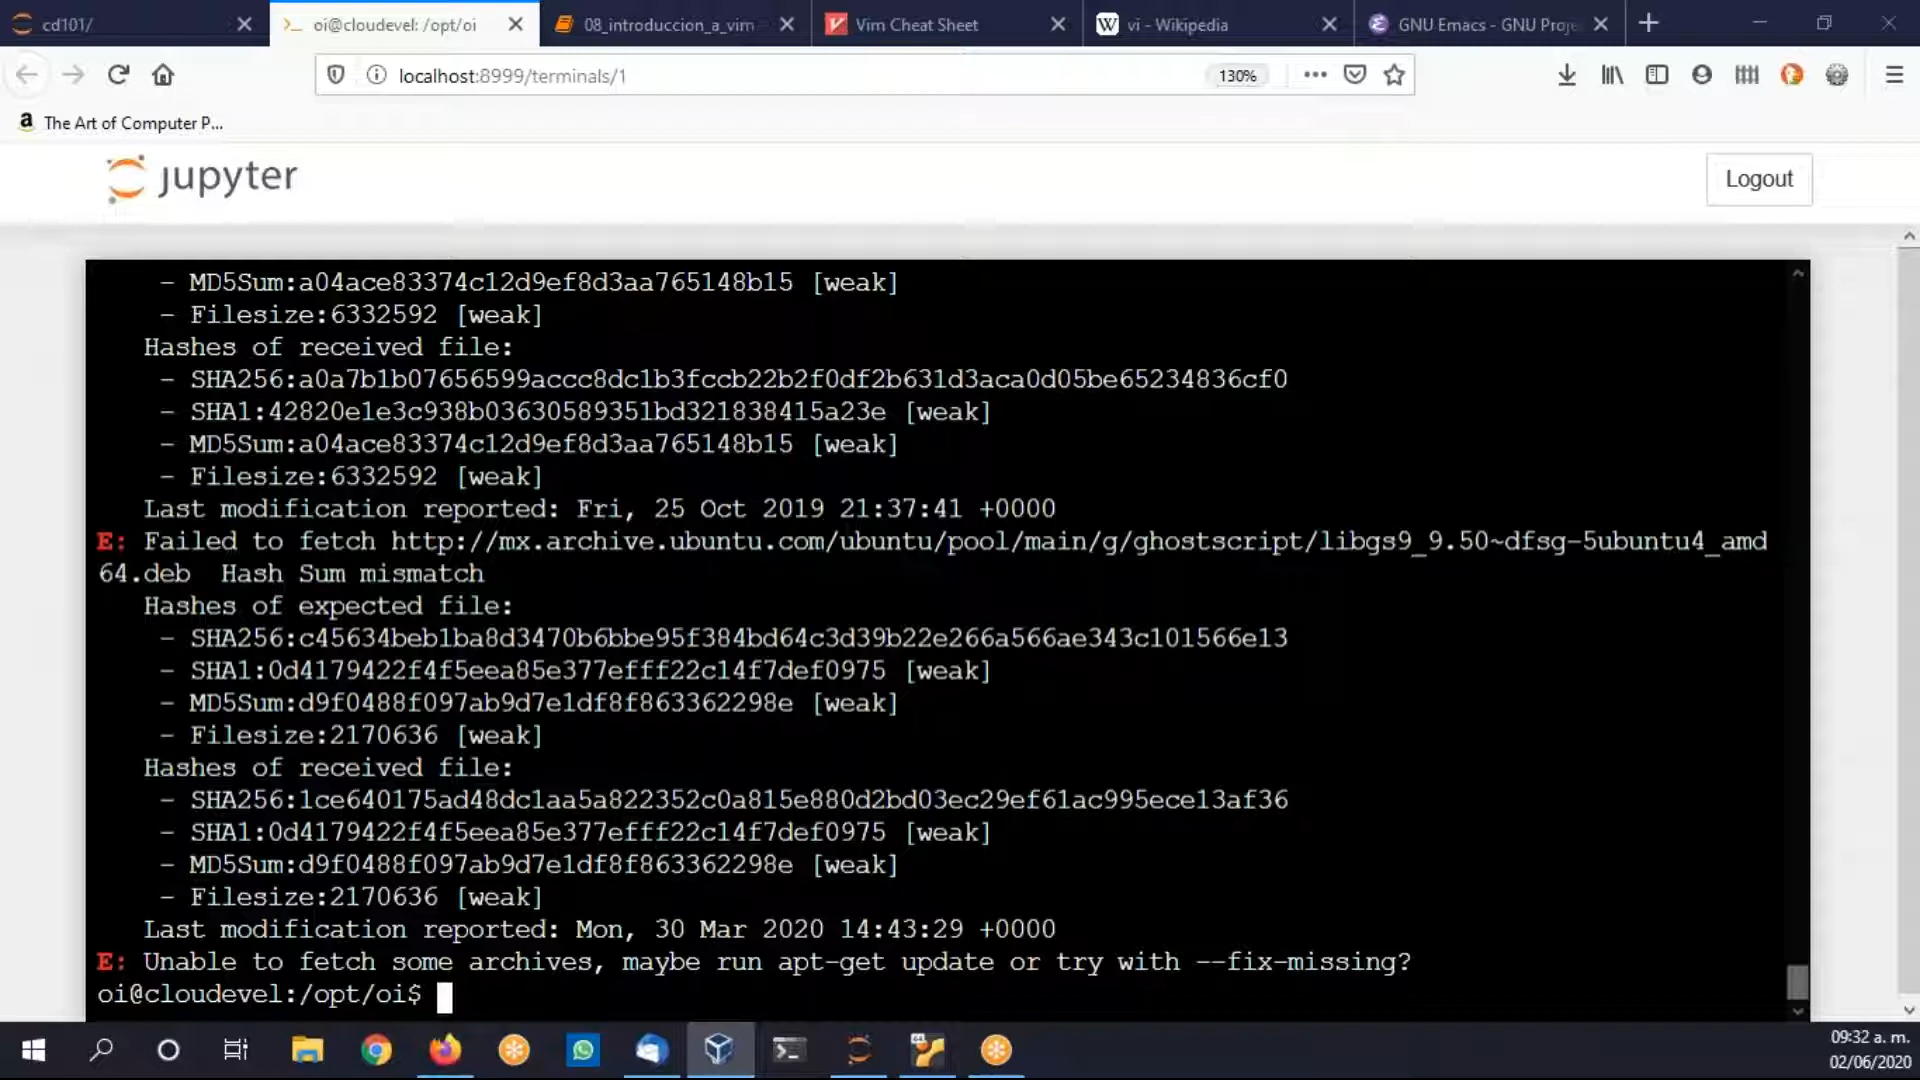 cd101/
oi@cloudevel: /opt/oi
08_introduccion_a_vim
Vim Cheat Sheet
W vi - Wikipedia
GNU Emacs - GNU Proje
localhost:8999/terminals/1
130%
The Art of Computer P...
jupyter
Logout
- MD5Sum:a04ace83374c12d9ef8d3aa765148b15 [weak]
- Filesize:6332592 [weak]
Hashes of received file:
- SHA256:a0a7b1b07656599accc8dc1b3fccb22b2f0df2b631d3aca0d05be65234836cf0
- SHA1:42820e1e3c938b03630589351bd321838415a23e [weak]
- MD5Sum:a04ace83374c12d9ef8d3aa765148b15 [weak]
- Filesize:6332592 [weak]
Last modification reported: Fri, 25 Oct 2019 21:37:41 +0000
E: Failed to fetch http://mx.archive.ubuntu.com/ubuntu/pool/main/g/ghostscript/libgs9_9.50~dfsg-5ubuntu4_amd
64.deb  Hash Sum mismatch
Hashes of expected file:
- SHA256:c45634beb1ba8d3470b6bbe95f384bd64c3d39b22e266a566ae343c101566e13
- SHA1:0d4179422f4f5eea85e377efff22c14f7def0975 [weak]
- MD5Sum:d9f0488f097ab9d7e1df8f863362298e [weak]
- Filesize:2170636 [weak]
Hashes of received file:
- SHA256:1ce640175ad48dc1aa5a822352c0a815e880d2bd03ec29ef61ac995ece13af36
- SHA1:0d4179422f4f5eea85e377efff22c14f7def0975 [weak]
- MD5Sum:d9f0488f097ab9d7e1df8f863362298e [weak]
- Filesize:2170636 [weak]
Last modification reported: Mon, 30 Mar 2020 14:43:29 +0000
E: Unable to fetch some archives, maybe run apt-get update or try with --fix-missing?
oi@cloudevel:/opt/oi$
09:32 a. m.
02/06/2020